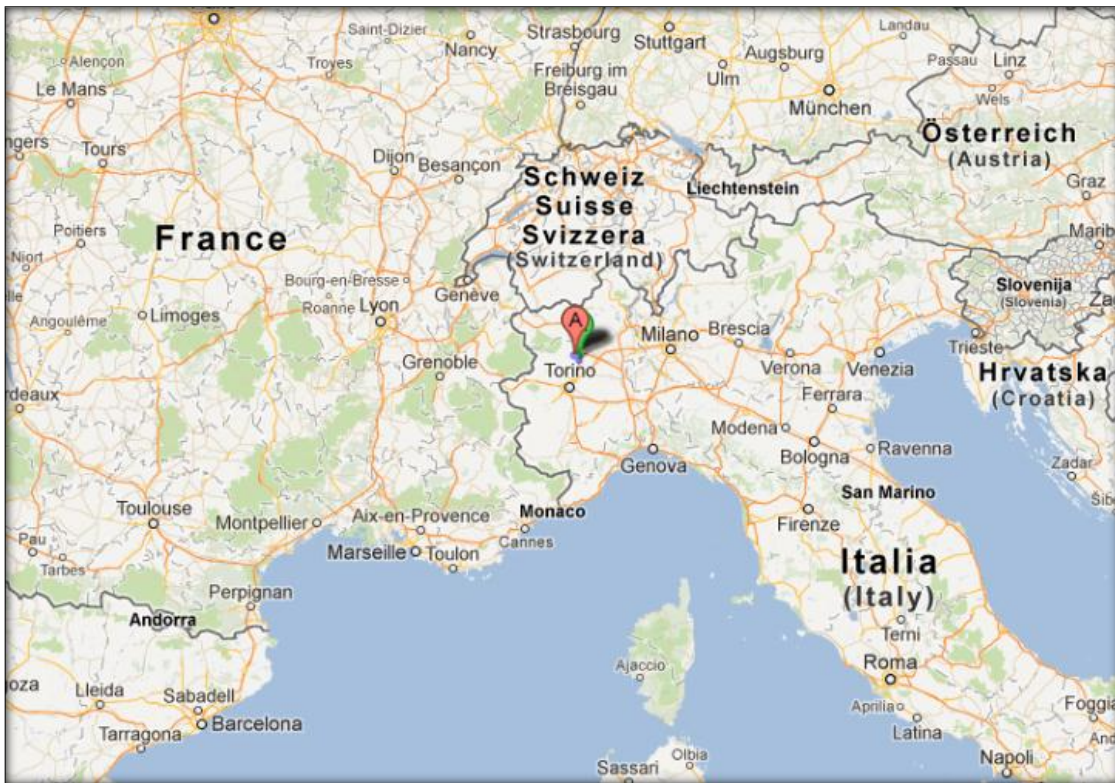 Saint-Dizier
Nancy
Strasbourg
Stuttgart
Augsburg
Landau
Alençon
Troyes
Freiburg im
Breisgau
Ulm
München
Passau
Linz
Wels
Le Mans
Tours
Dijon
Besançon
Österreich
(Austria)
Schweiz
Suisse
Svizzera
(Switzerland)
Liechtenstein
Graz
Poitiers
France
Niort
Bourg-en-Bresse
Genève
Slovenija
(Slovenia)
Angoulême
Limoges
Roanne
Lyon
A
Milano
Brescia
Verona
Venezia
Trieste
Grenoble
Torino
Hrvatska
(Croatia)
Ferrara
Modena
Bologna
Ravenna
Genova
Zadar
San Marino
Toulouse
Montpellier
Aix-en-Provence
Monaco
Cannes
Firenze
Pau
Tarbes
Marseille
Toulon
Italia
(Italy)
Perpignan
Andorra
Terni
Ajaccio
Roma
Lleida
Sabadell
Barcelona
Aprilia
Latina
Tarragona
Olbia
Sassari
Napoli